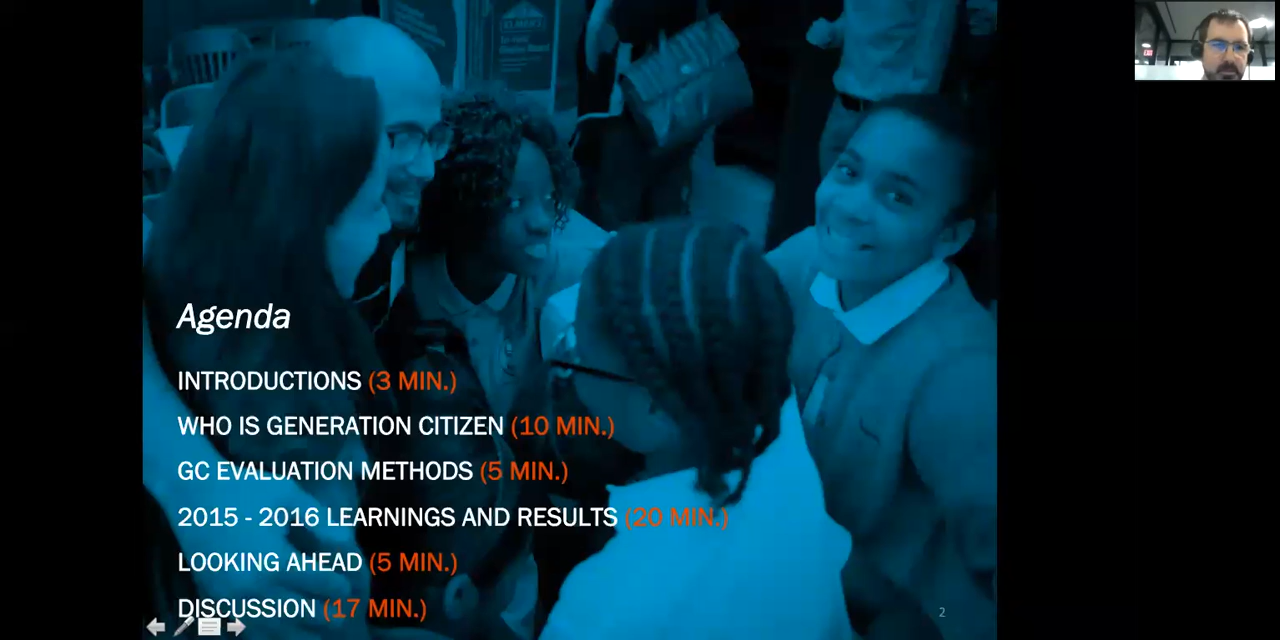 Agenda
INTRODUCTIONS (3 MIN.)
WHO IS GENERATION CITIZEN (10 MIN.)
GC EVALUATION METHODS (5 MIN.)
2015 - 2016 LEARNINGS AND RESULTS (20 MIN.)
LOOKING AHEAD (5 MIN.)
DISCUSSION (17 MIN.)
2